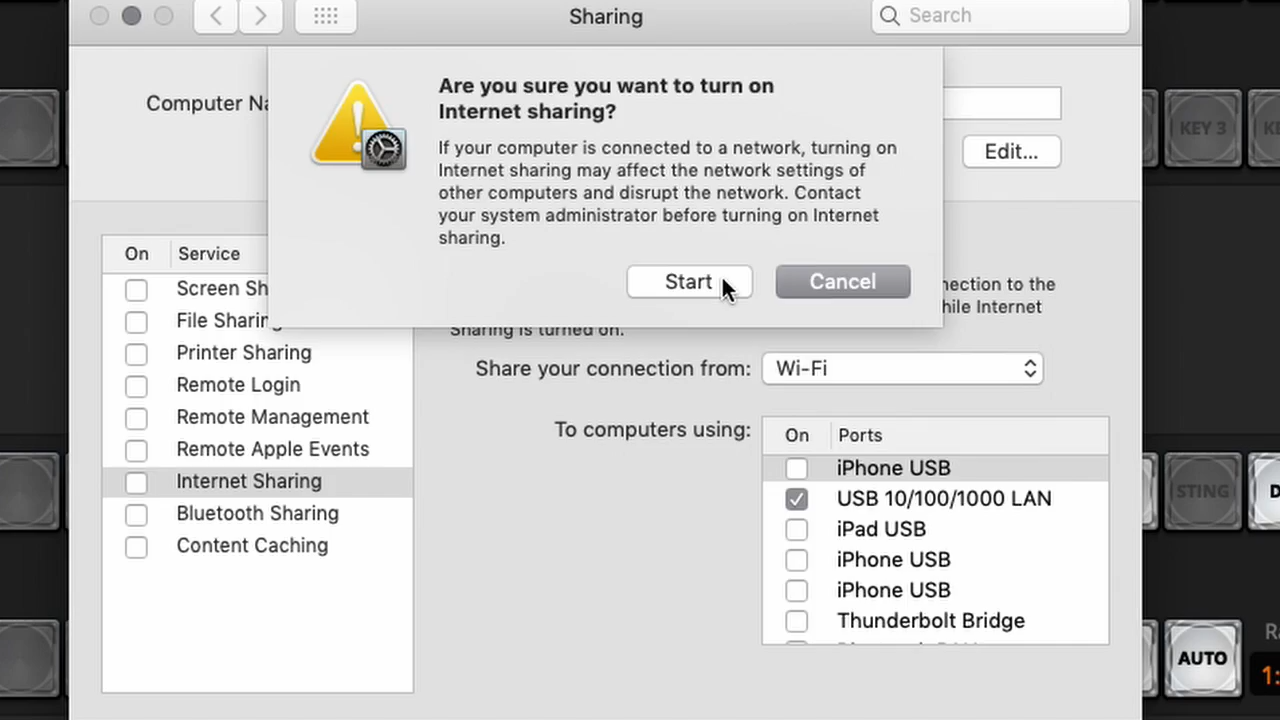 Sharing
Search
Are you sure you want to turn on
Internet sharing?
Computer
If your computer is connected to a network, turning on
Internet sharing may affect the network settings of
other computers and disrupt the network. Contact
your system administrator before turning on Internet
sharing.
Edit...
KEY 3
Start
Cancel
On Service
Screen
File Sharing
Printer Sharing
Remote Login
Remote Management
Remote Apple Events
Internet Sharing
Bluetooth Sharing
Content Caching
to the
Internet
Sharing is turned on.
Share your connection from: Wi-Fi
To computers using:
On Ports
iPhone USB
USB 10/100/1000 LAN
iPad USB
iPhone USB
iPhone USB
Thunderbolt Bridge
STING
AUTO